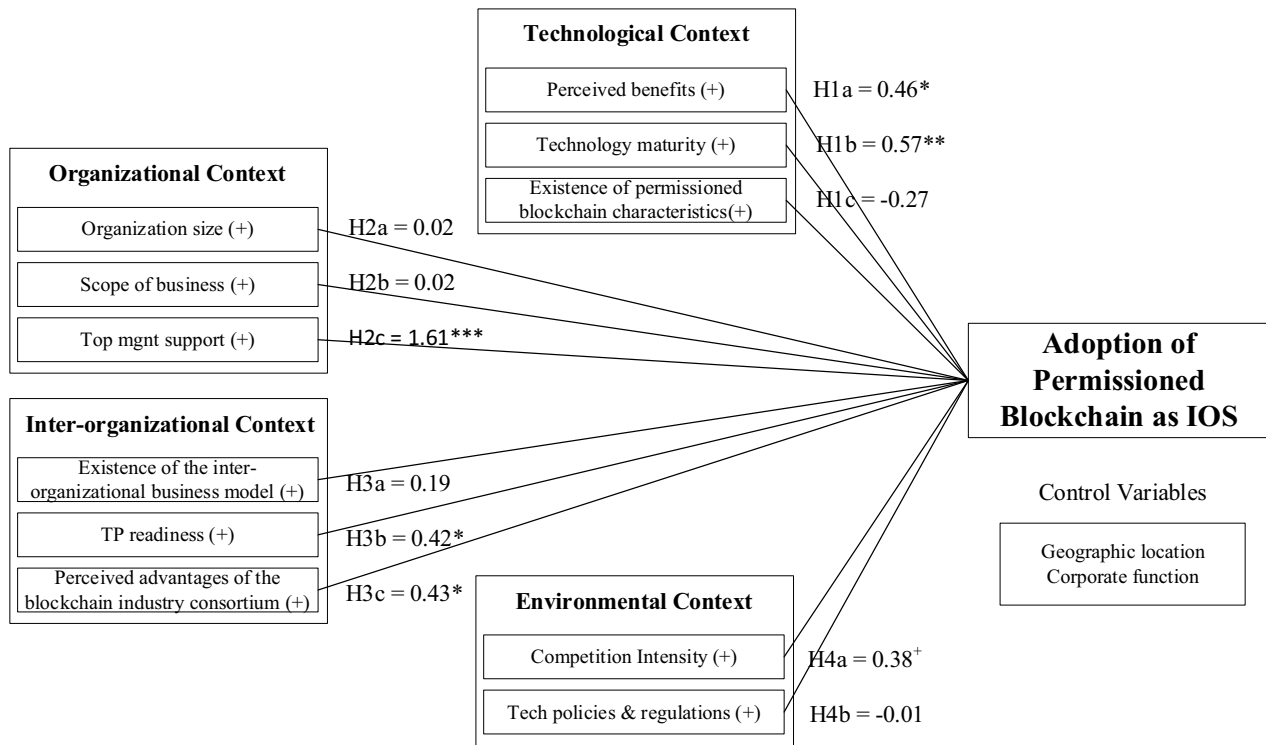 Technological Context
Perceived benefits (+)
Technology maturity (+)
Existence of permissioned
blockchain characteristics(+)
H1a = 0.46*
H1b = 0.57**
H1c = -0.27
Organizational Context
Organization size (+)
Scope of business (+)
Top mgnt support (+)
H2a = 0.02
H2b = 0.02
H2c = 1.61***
Inter-organizational Context
Existence of the inter-
organizational business model (+)
TP readiness (+)
Perceived advantages of the
blockchain industry consortium (+)
H3a = 0.19
H3b = 0.42*
H3c = 0.43*
Environmental Context
Competition Intensity (+)
Tech policies & regulations (+)
H4a = 0.38⁺
H4b = -0.01
Adoption of
Permissioned
Blockchain as IOS
Control Variables
Geographic location
Corporate function